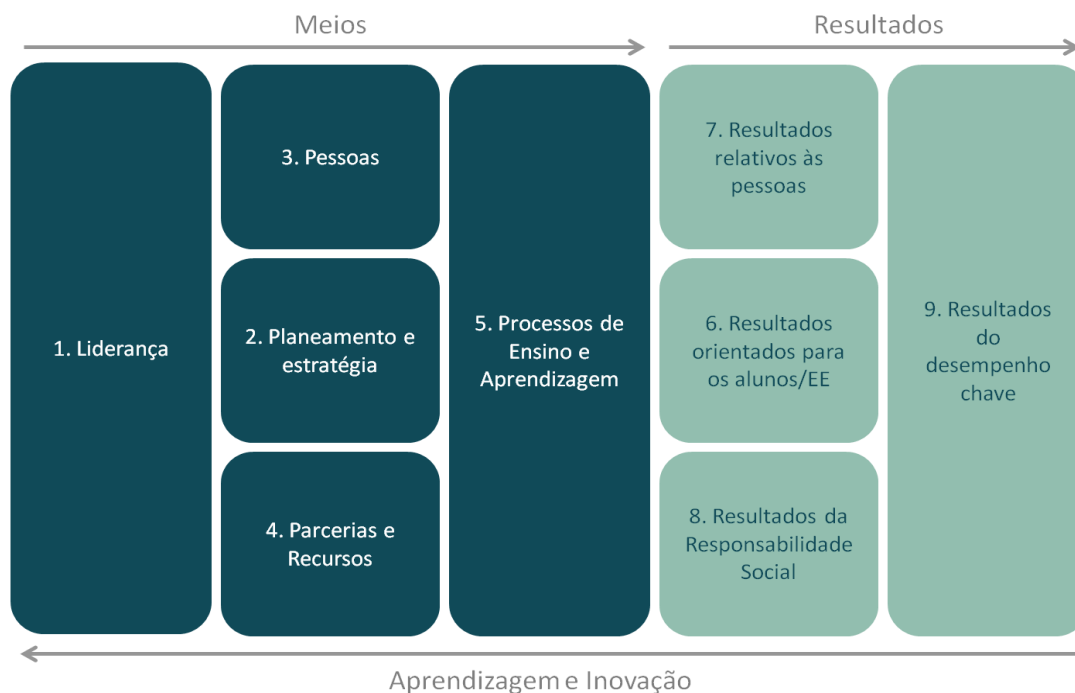 Meios
Resultados
1. Liderança
3. Pessoas
2. Planeamento e
estratégia
4. Parcerias e
Recursos
5. Processos de
Ensino e
Aprendizagem
7. Resultados
relativos às
pessoas
6. Resultados
orientados para
os alunos/EE
8. Resultados da
Responsabilidade
Social
9. Resultados
do
desempenho
chave
Aprendizagem e Inovação